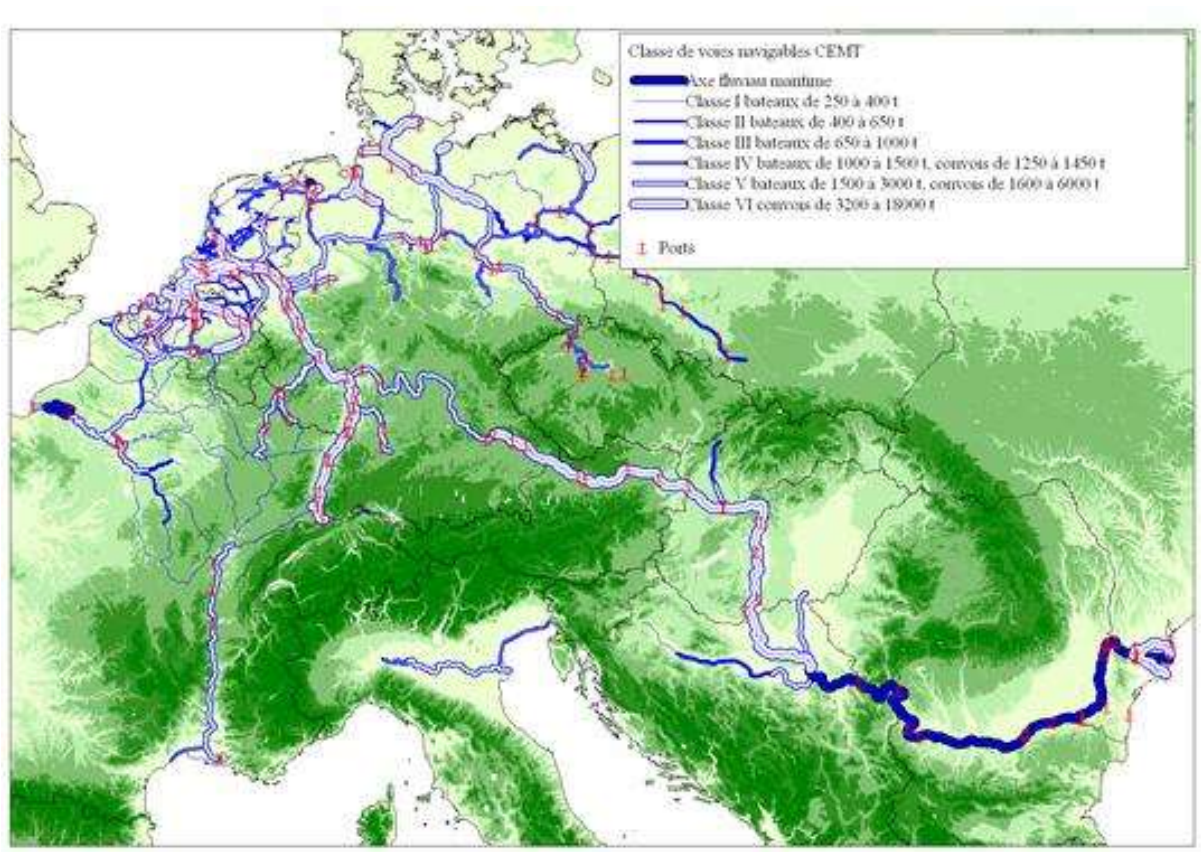 Classe de voies navigables CEMT
Axe fluviau maritime
Classe I bateaux de 250 à 400 t
Classe II bateaux de 400 à 650 t
Classe III bateaux de 650 à 1000 t
Classe IV bateaux de 1000 à 1500 t, convois de 1250 à 1450 t
Classe V bateaux de 1500 à 3000 t, convois de 1600 à 6000 t
Classe VI convois de 3200 à 18000 t
Ports